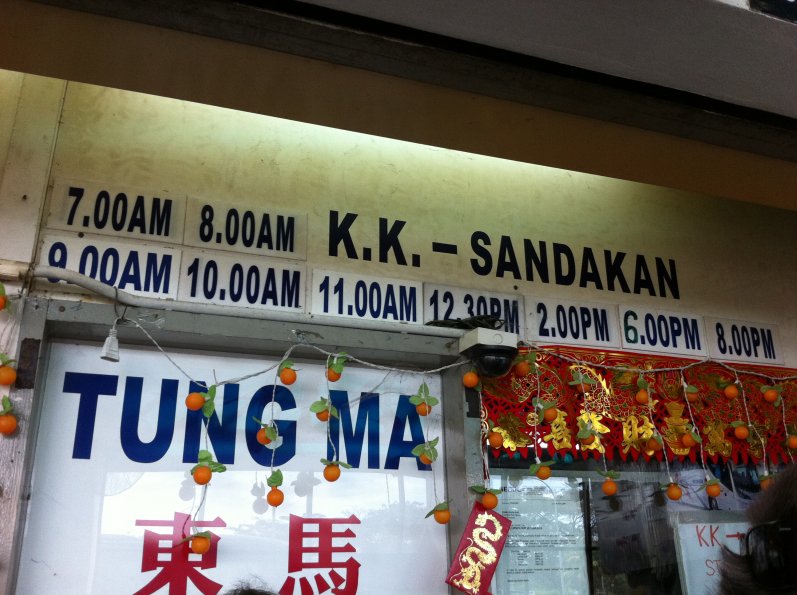 7.00AM 8.00AM K.K. – SANDAKAN
9.00AM 10.00AM 11.00AM 12.30PM 2.00PM 6.00PM 8.00PM
TUNG MA
東馬
KK